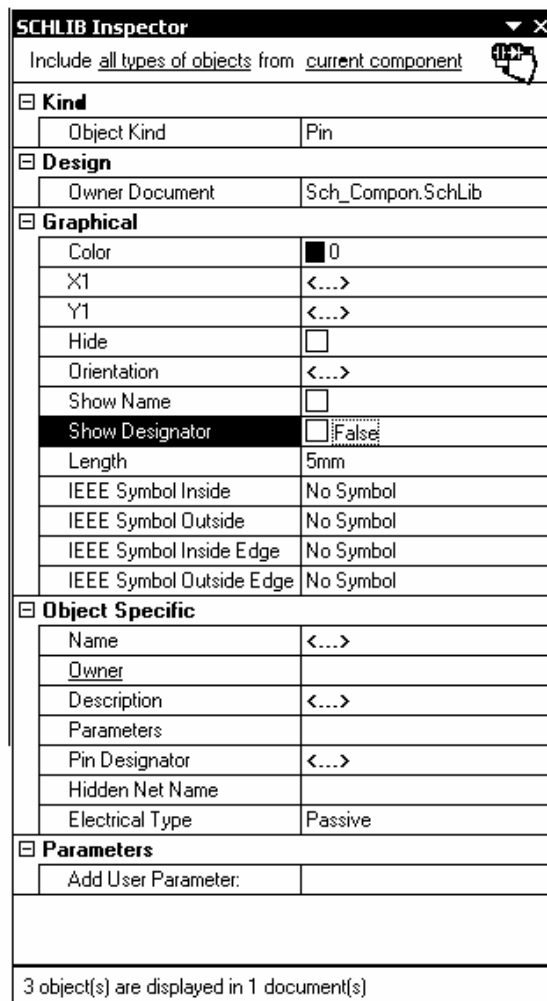 SCHLIB Inspector
Include all types of objects from current component
Kind
Object Kind Pin
Design
Owner Document Sch_Compon.SchLib
Graphical
Color 0
X1 <...>
Y1 <...>
Hide
Orientation <...>
Show Name
Show Designator False
Length 5mm
IEEE Symbol Inside No Symbol
IEEE Symbol Outside No Symbol
IEEE Symbol Inside Edge No Symbol
IEEE Symbol Outside Edge No Symbol
Object Specific
Name <...>
Owner
Description <...>
Parameters
Pin Designator <...>
Hidden Net Name
Electrical Type Passive
Parameters
Add User Parameter:
3 object(s) are displayed in 1 document(s)